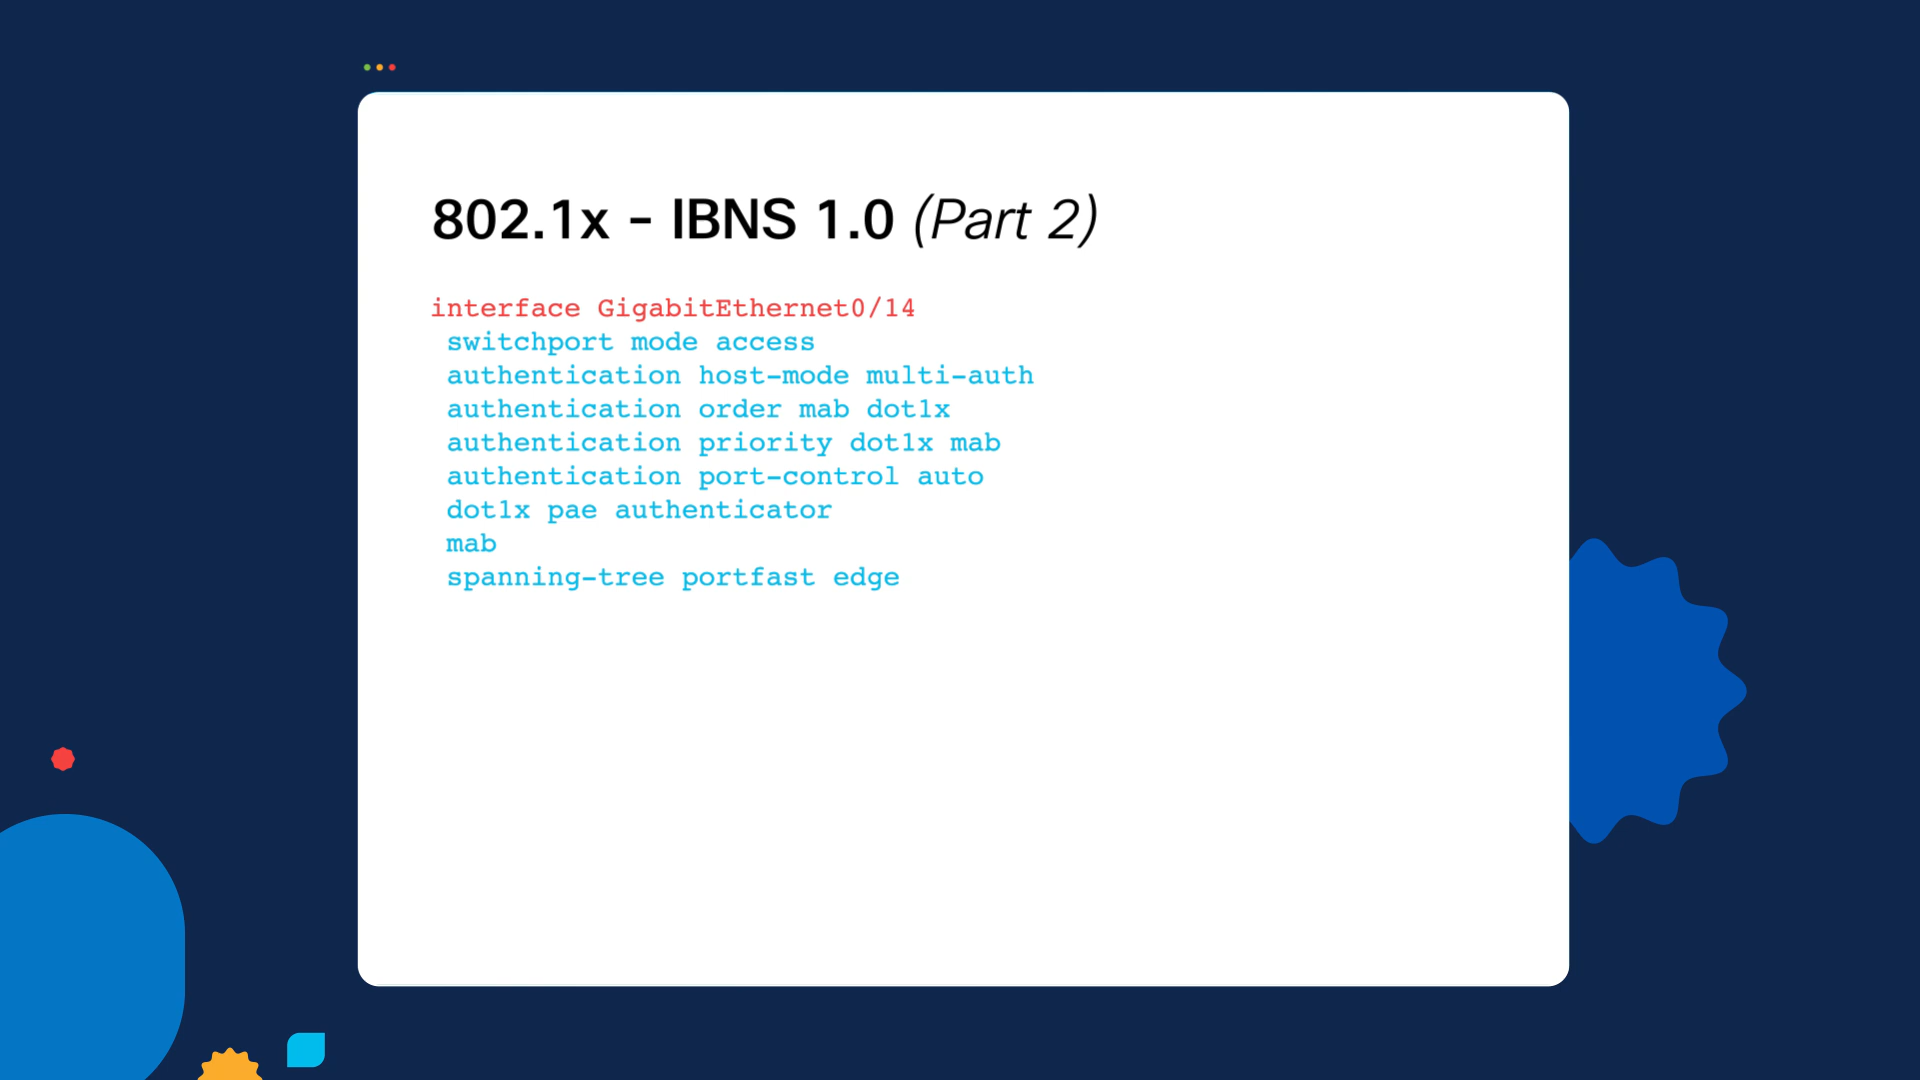 802.1x - IBNS 1.0 (Part 2)
interface GigabitEthernet0/14
switchport mode access
authentication host-mode multi-auth
authentication order mab dot1x
authentication priority dot1x mab
authentication port-control auto
dot1x pae authenticator
mab
spanning-tree portfast edge